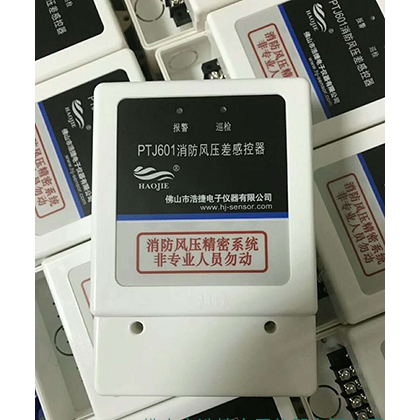 报警 巡检
PTJ601消防风压差感控器
HAOJIE ®
佛山市浩捷电子仪器有限公司
www.hj-sensor.com
消防风压精密系统
非专业人员勿动